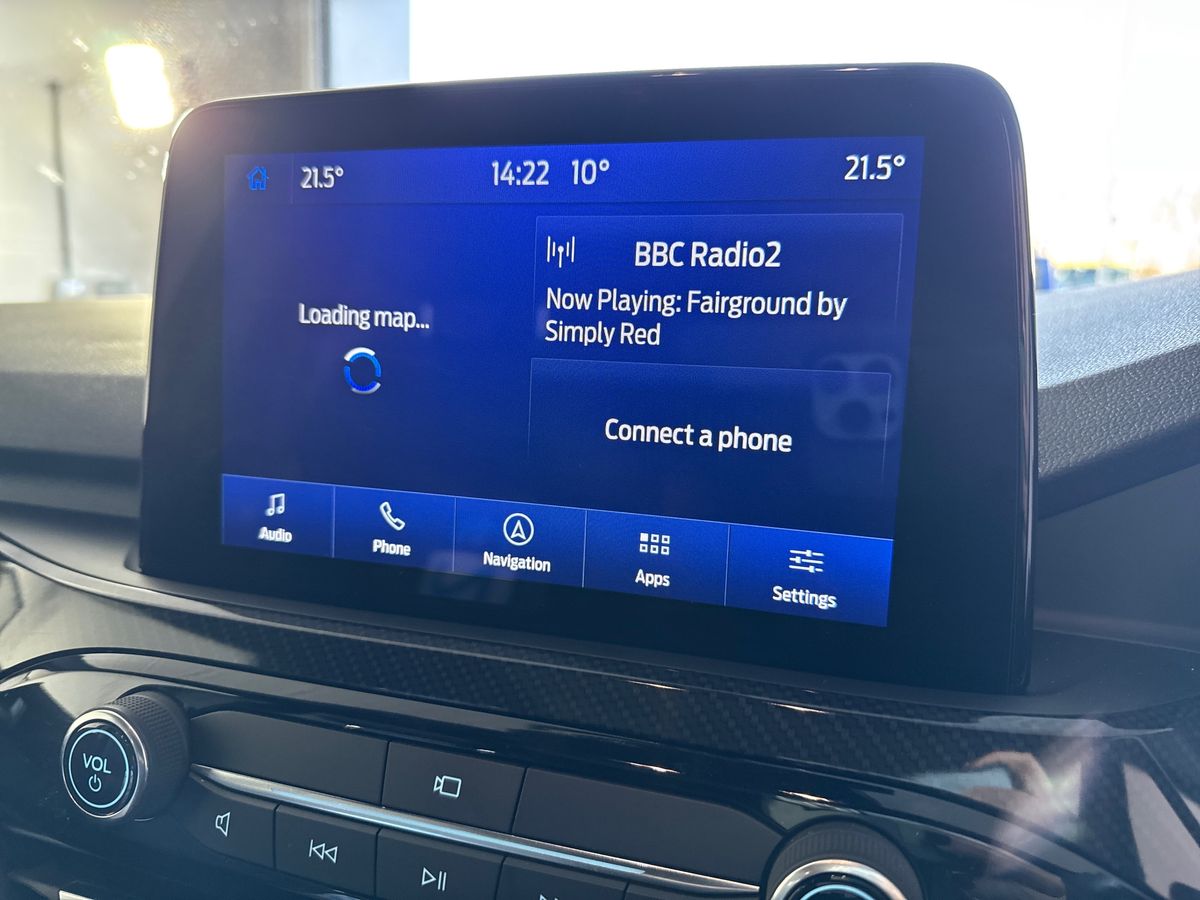 21.5° 14:22 10° 21.5°
BBC Radio2
Now Playing: Fairground by
Simply Red
Loading map...
Connect a phone
Audio Phone Navigation Apps Settings
VOL